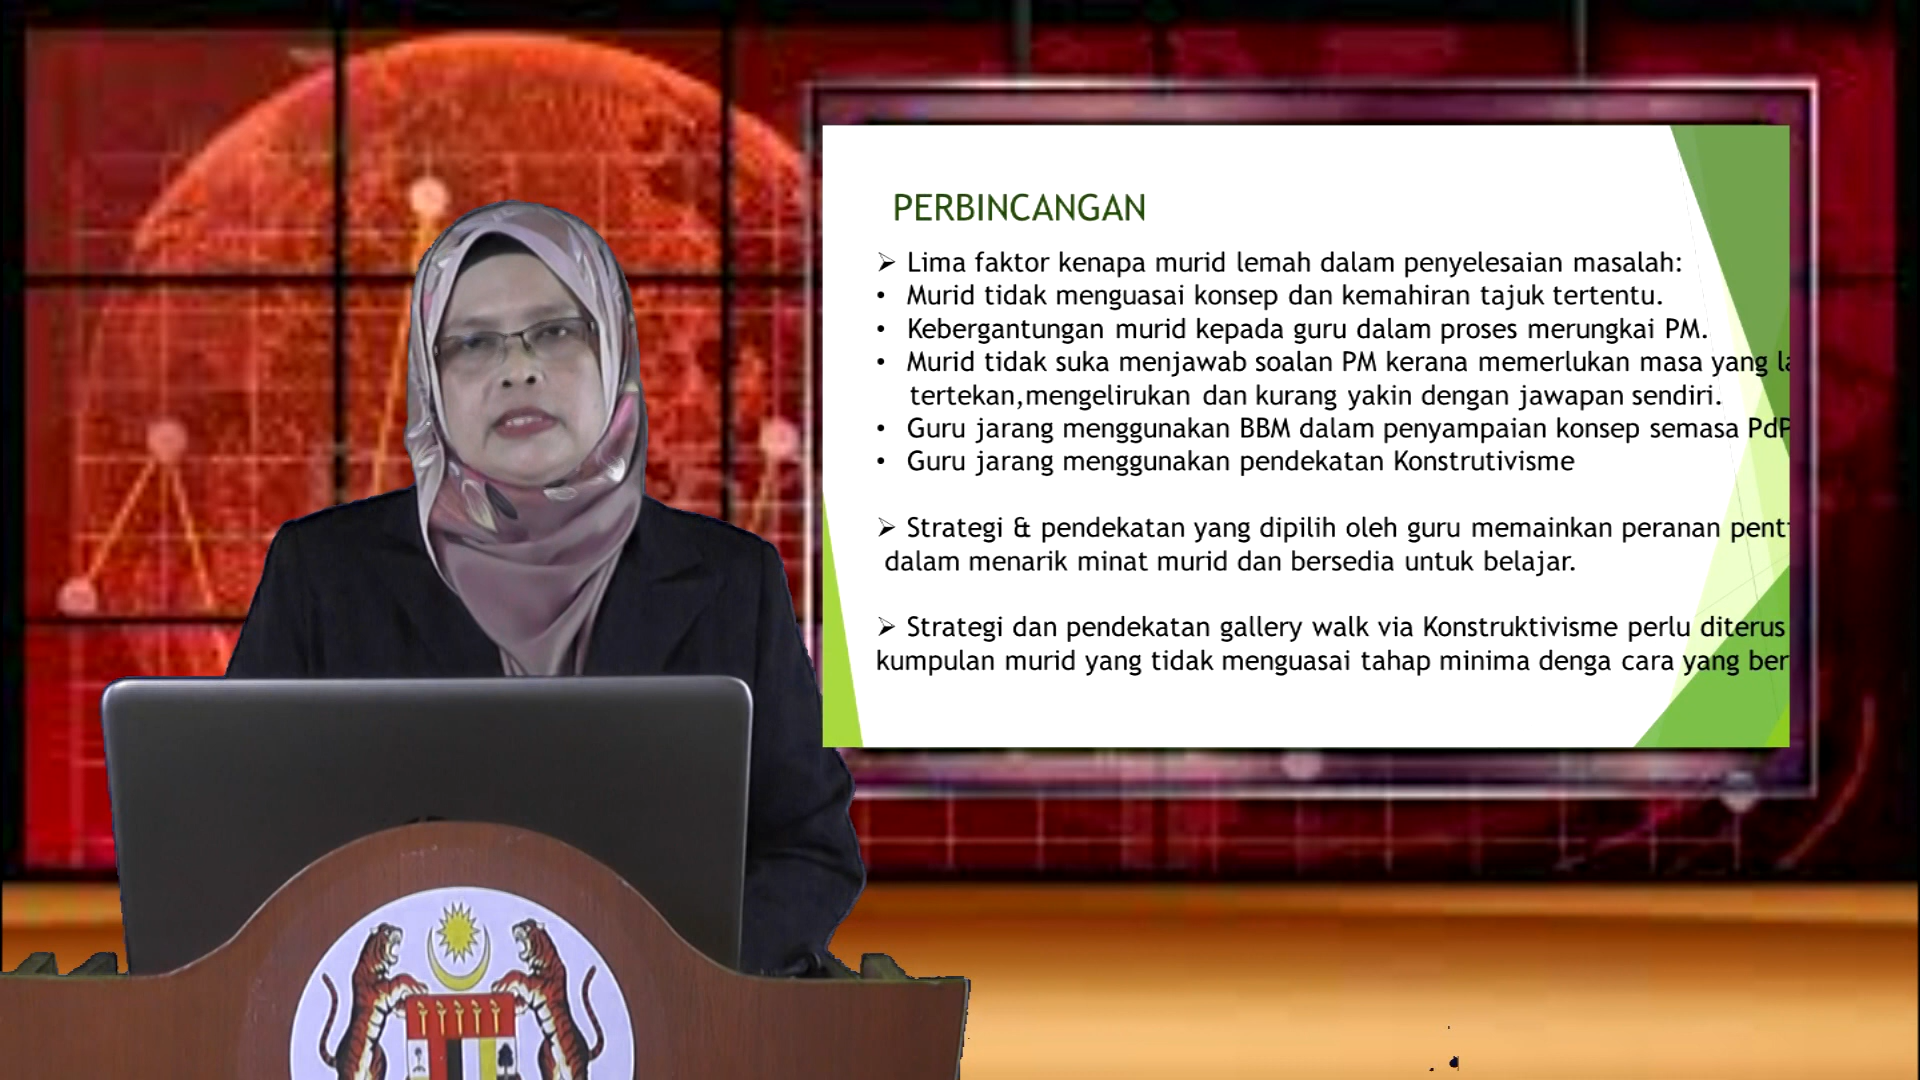 PERBINCANGAN
➢ Lima faktor kenapa murid lemah dalam penyelesaian masalah:
• Murid tidak menguasai konsep dan kemahiran tajuk tertentu.
• Kebergantungan murid kepada guru dalam proses merungkai PM.
• Murid tidak suka menjawab soalan PM kerana memerlukan masa yang
tertekan,mengelirukan dan kurang yakin dengan jawapan sendiri.
• Guru jarang menggunakan BBM dalam penyampaian konsep semasa PdP
• Guru jarang menggunakan pendekatan Konstrutivisme
➢ Strategi & pendekatan yang dipilih oleh guru memainkan peranan
dalam menarik minat murid dan bersedia untuk belajar.
➢ Strategi dan pendekatan gallery walk via Konstruktivisme perlu diterus
kumpulan murid yang tidak menguasai tahap minima denga cara yang ber